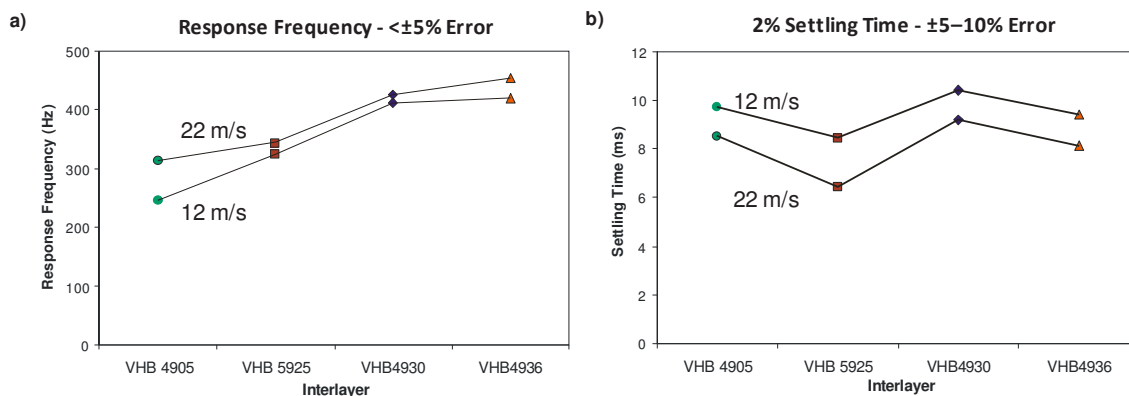 a)
Response Frequency - <±5% Error
500
400
300
200
100
0
Response Frequency (Hz)
22 m/s
12 m/s
VHB 4905
VHB 5925
VHB4930
VHB4936
Interlayer
b)
2% Settling Time - ±5–10% Error
12
10
8
6
4
2
0
Settling Time (ms)
12 m/s
22 m/s
VHB 4905
VHB 5925
VHB4930
VHB4936
Interlayer